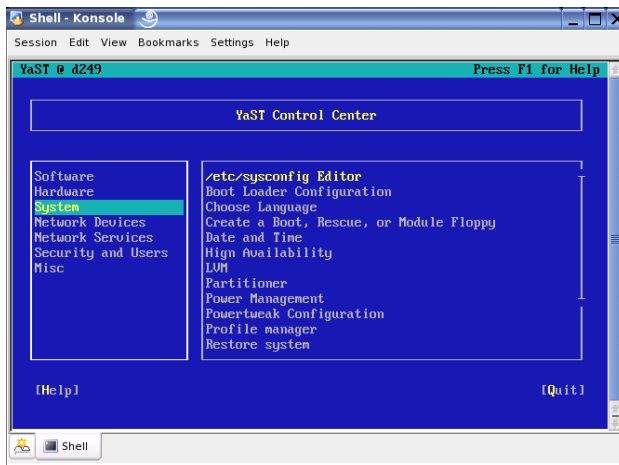 Shell - Konsole
Session Edit View Bookmarks Settings Help
YaST @ d249 Press F1 for Help
YaST Control Center
Software
Hardware
System
Network Devices
Network Services
Security and Users
Misc
/etc/sysconfig Editor
Boot Loader Configuration
Choose Language
Create a Boot, Rescue, or Module Floppy
Date and Time
Hign Availability
LVM
Partitioner
Power Management
Powertweak Configuration
Profile manager
Restore system
[Help] [Quit]
Shell